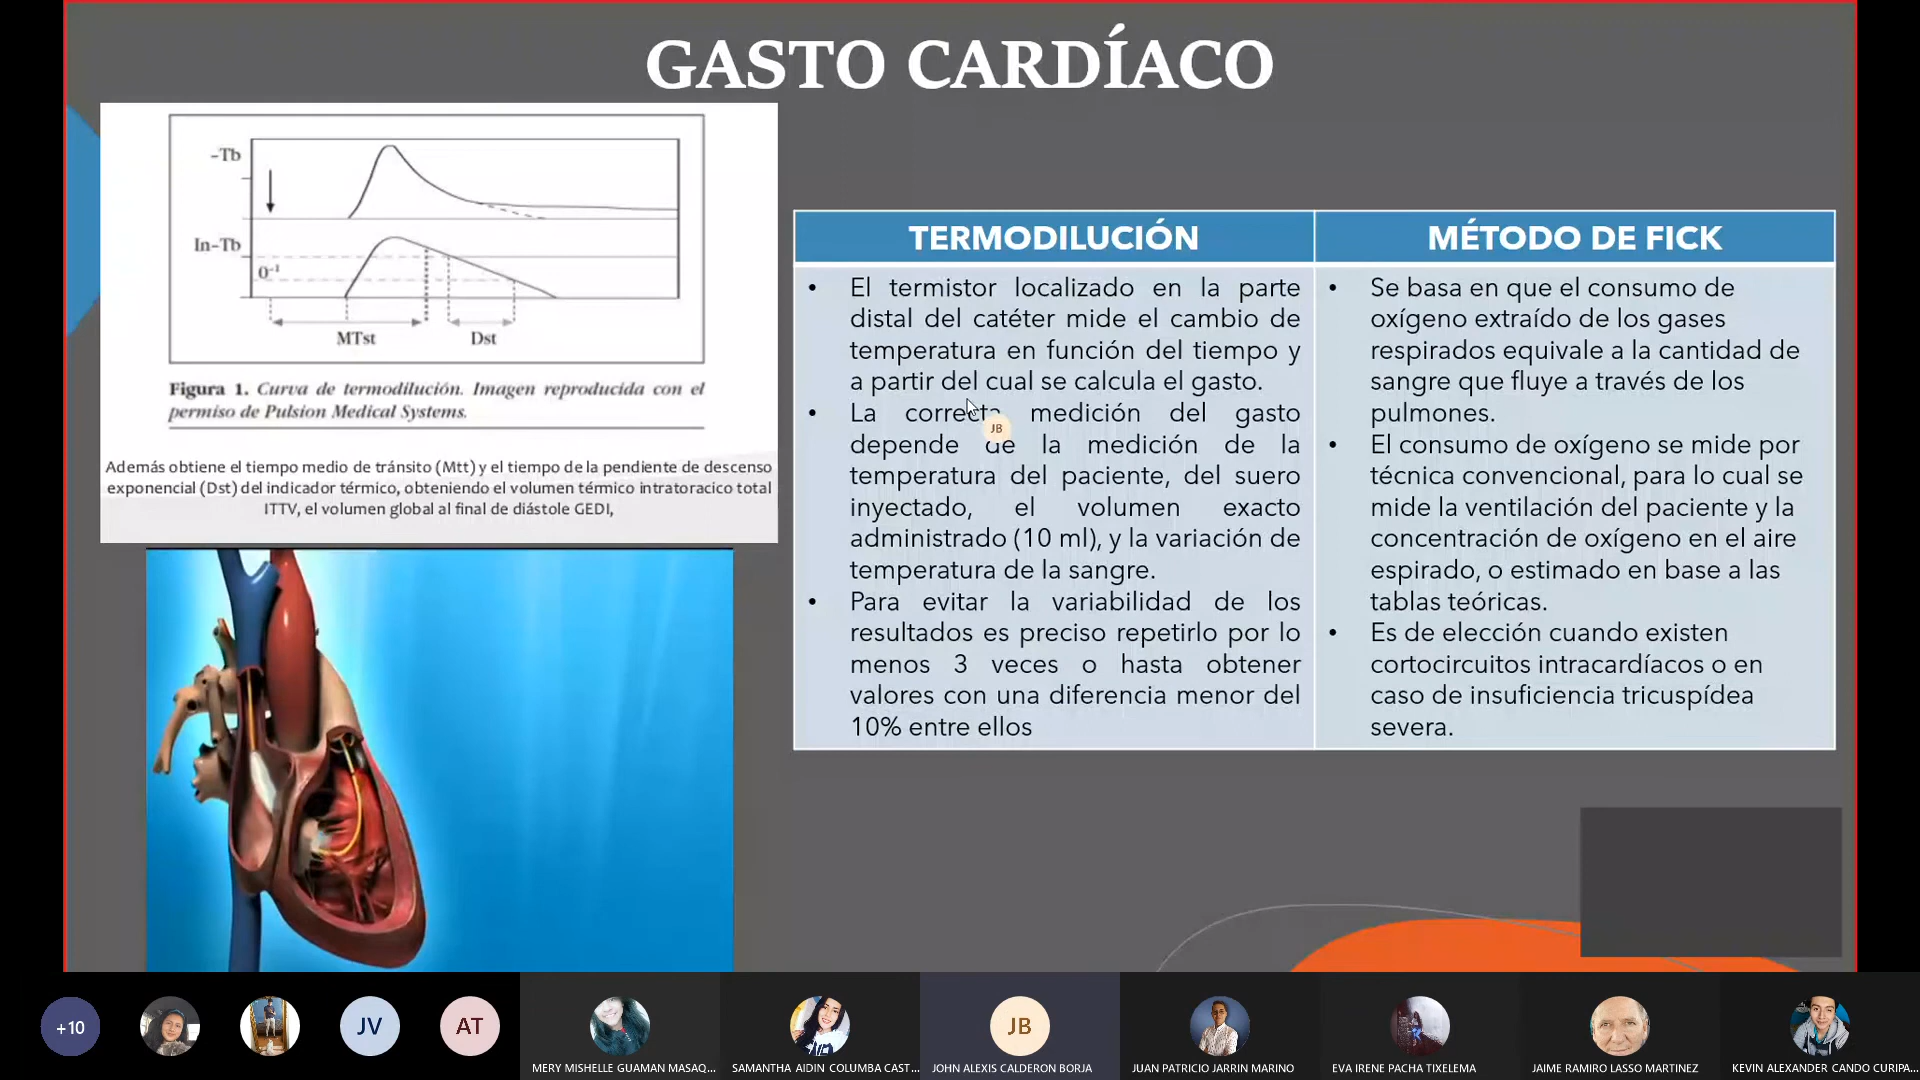 GASTO CARDÍACO
–Tb
In–Tb
0⁻¹
MTst
Dst
Figura 1. Curva de termodilución. Imagen reproducida con el
permiso de Pulsion Medical Systems.
Además obtiene el tiempo medio de tránsito (Mtt) y el tiempo de la pendiente de descenso
exponencial (Dst) del indicador térmico, obteniendo el volumen térmico intratoracico total
ITTV, el volumen global al final de diástole GEDI,
TERMODILUCIÓN
• El termistor localizado en la parte
distal del catéter mide el cambio de
temperatura en función del tiempo y
a partir del cual se calcula el gasto.
• La correcta medición del gasto
depende de la medición de la
temperatura del paciente, del suero
inyectado, el volumen exacto
administrado (10 ml), y la variación de
temperatura de la sangre.
• Para evitar la variabilidad de los
resultados es preciso repetirlo por lo
menos 3 veces o hasta obtener
valores con una diferencia menor del
10% entre ellos
MÉTODO DE FICK
• Se basa en que el consumo de
oxígeno extraído de los gases
respirados equivale a la cantidad de
sangre que fluye a través de los
pulmones.
• El consumo de oxígeno se mide por
técnica convencional, para lo cual se
mide la ventilación del paciente y la
concentración de oxígeno en el aire
espirado, o estimado en base a las
tablas teóricas.
• Es de elección cuando existen
cortocircuitos intracardíacos o en
caso de insuficiencia tricuspídea
severa.
JB
+10
JV
AT
JB
MERY MISHELLE GUAMAN MASAQ...
SAMANTHA AIDIN COLUMBA CAST...
JOHN ALEXIS CALDERON BORJA
JUAN PATRICIO JARRIN MARINO
EVA IRENE PACHA TIXELEMA
JAIME RAMIRO LASSO MARTINEZ
KEVIN ALEXANDER CANDO CURIPA...